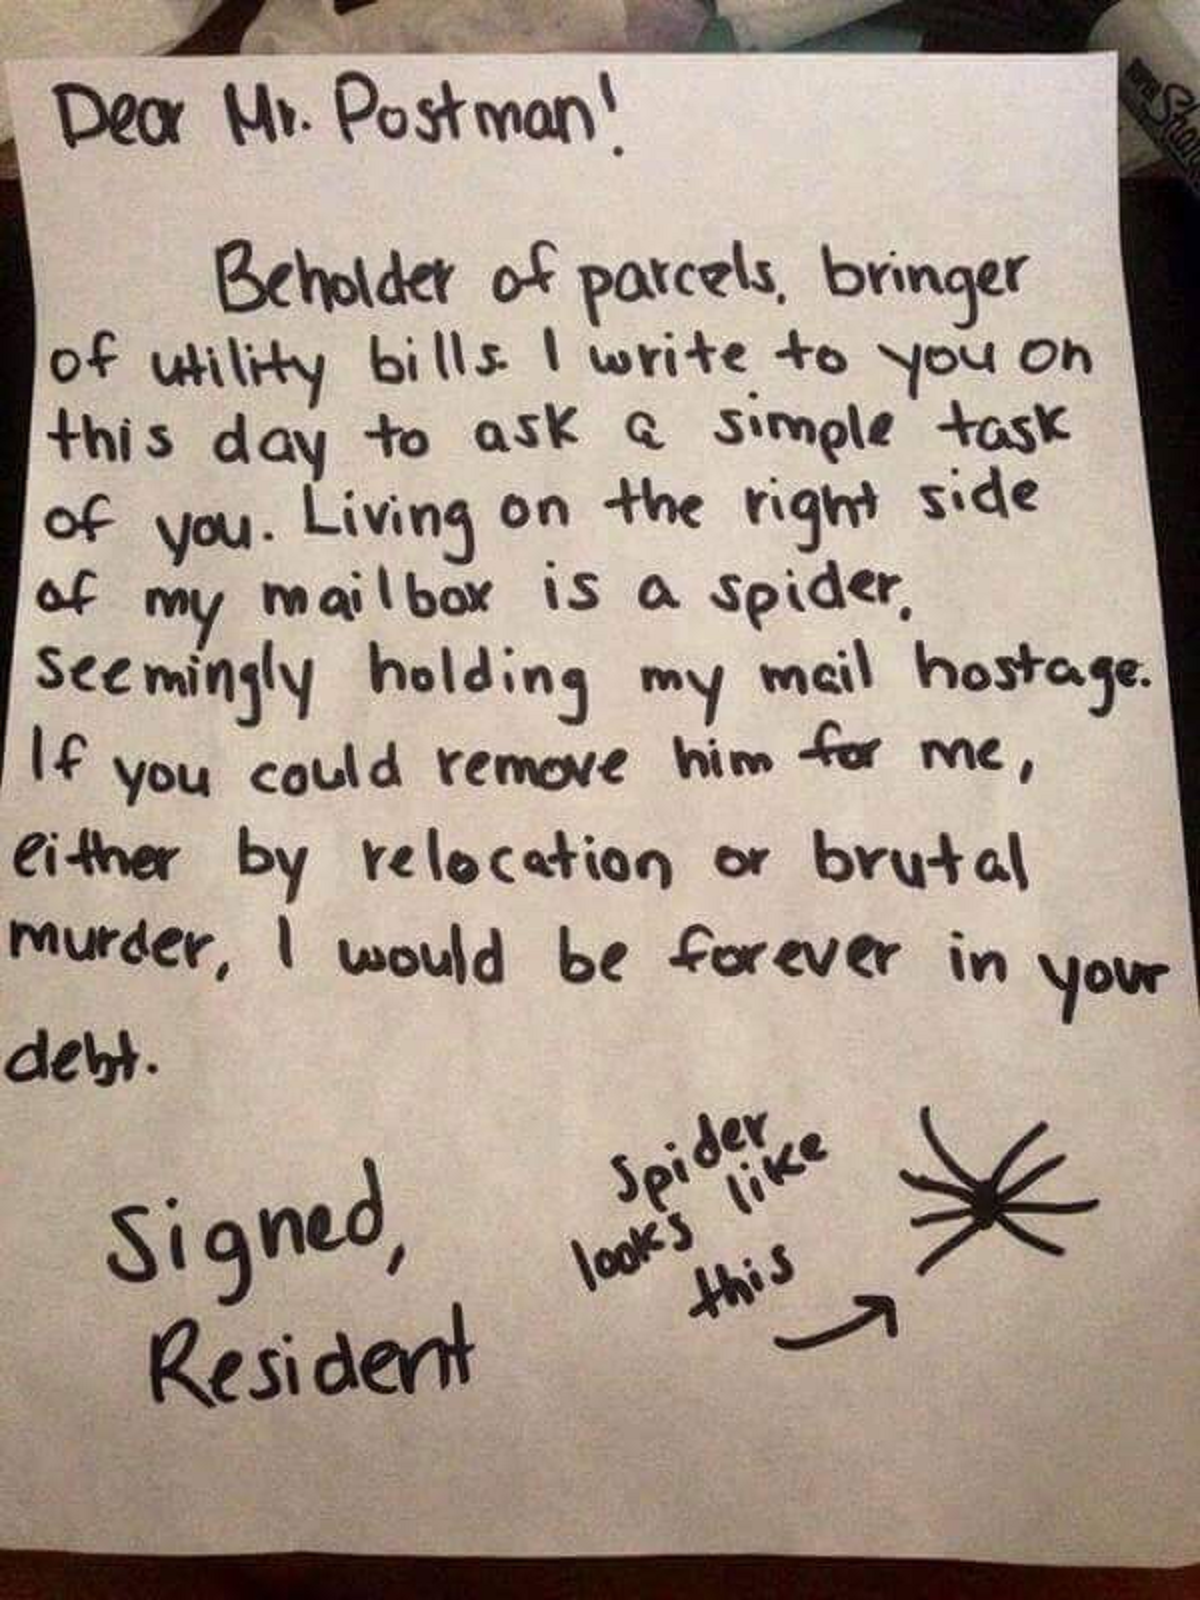 Dear Mr. Postman!
Beholder of parcels, bringer
of utility bills. I write to you on
this day to ask a simple task
of you. Living on the right side
of my mailbox is a spider,
seemingly holding my mail hostage.
If you could remove him for me,
either by relocation or brutal
murder, I would be forever in your
debt.
Signed,
Resident
Spider
looks like
this